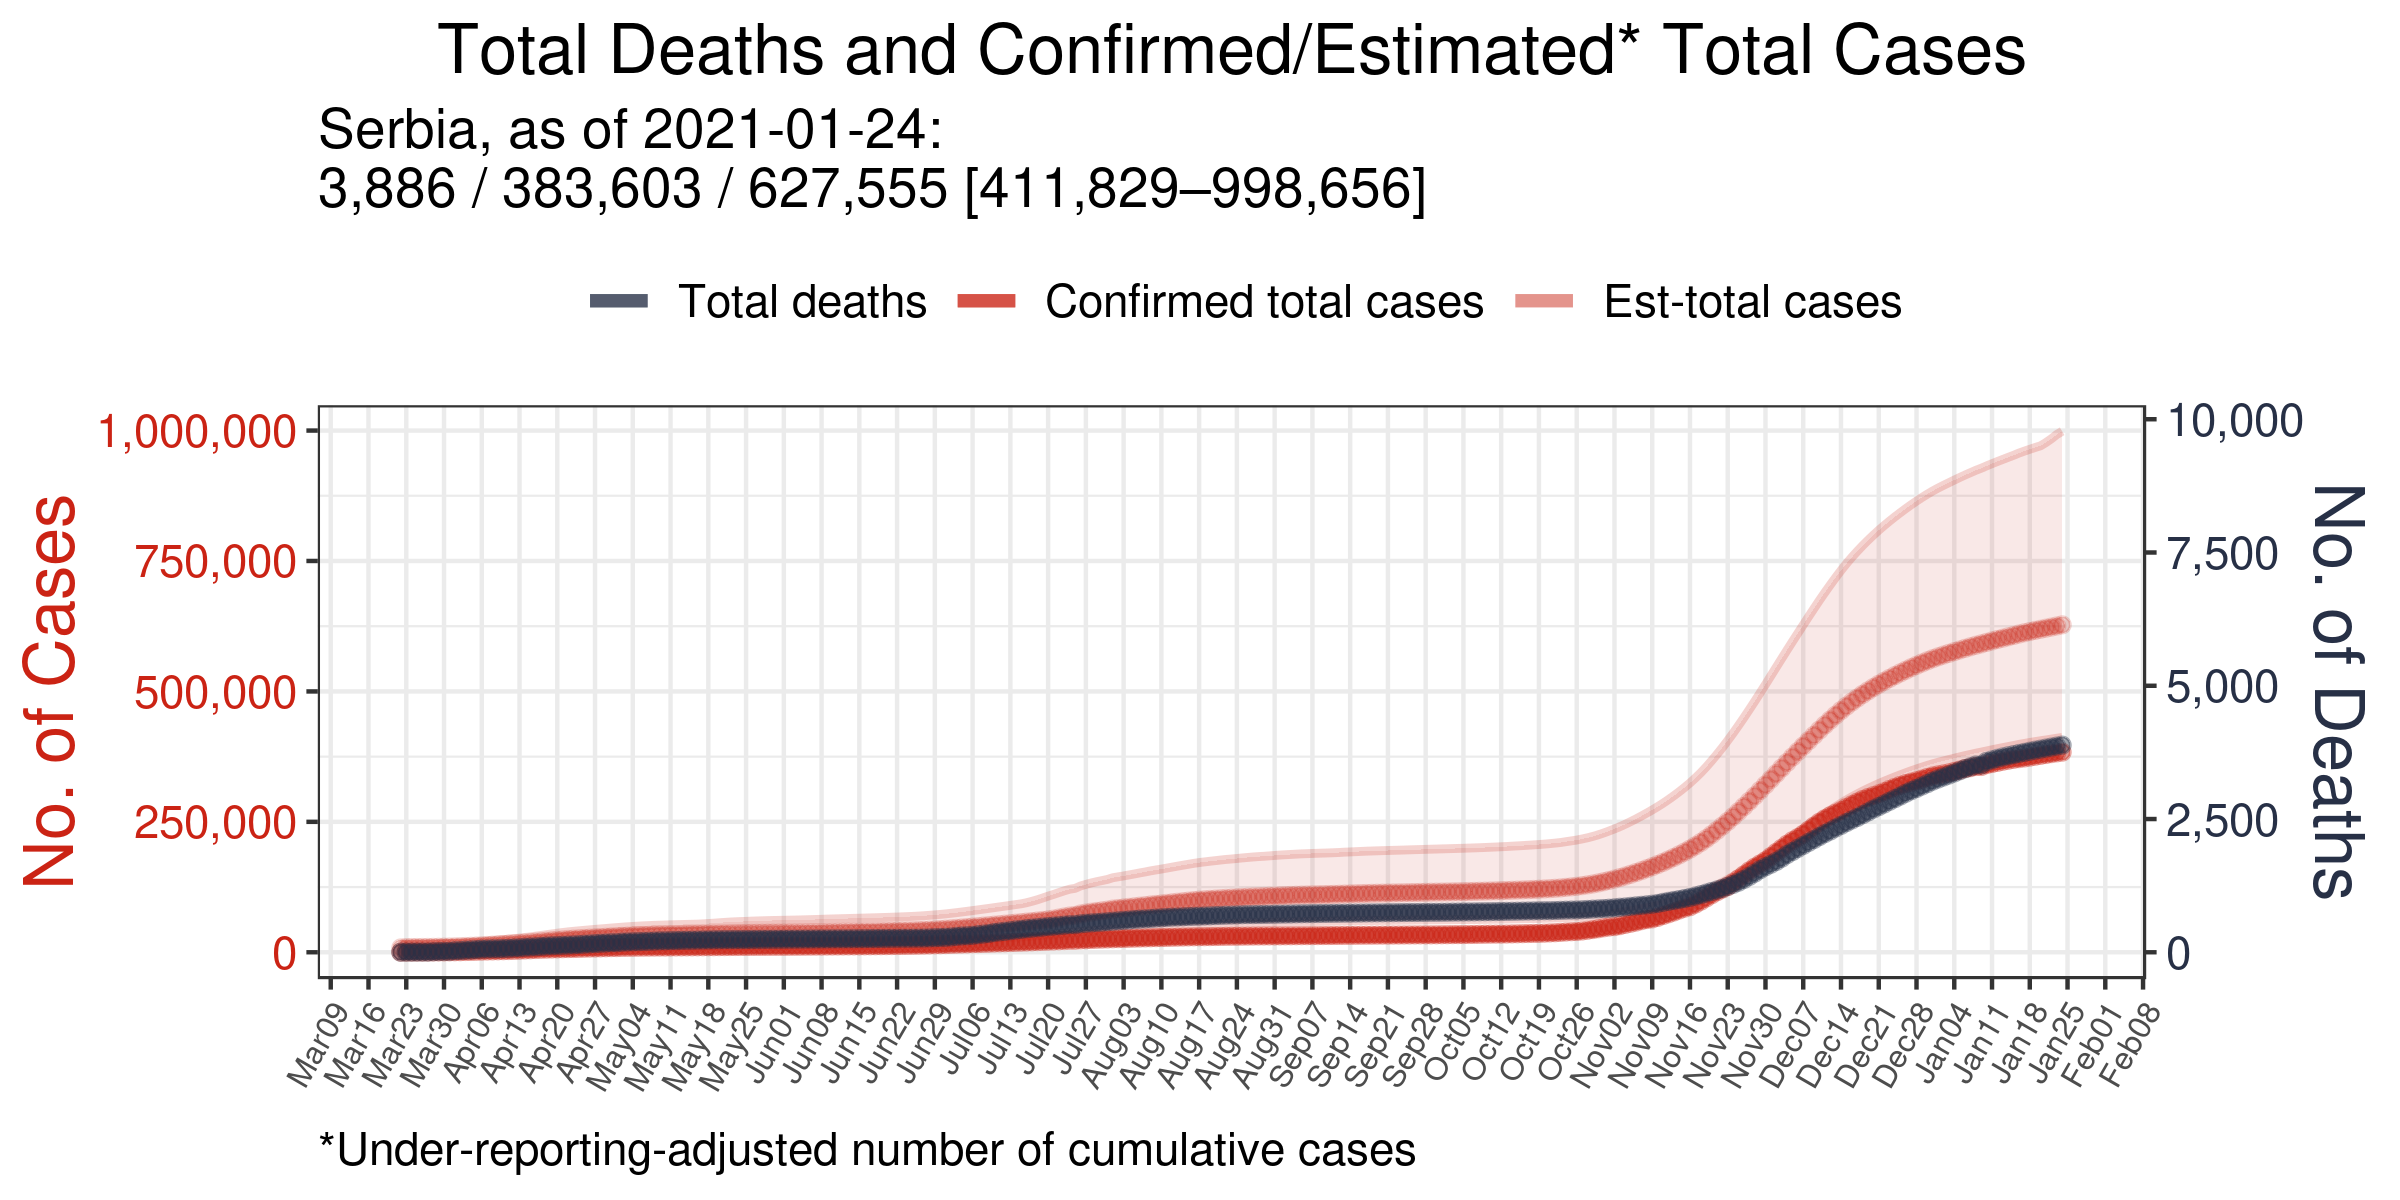 Total Deaths and Confirmed/Estimated* Total Cases
Serbia, as of 2021-01-24:
3,886 / 383,603 / 627,555 [411,829–998,656]
Total deaths
Confirmed total cases
Est-total cases
No. of Cases
1,000,000
750,000
500,000
250,000
0
10,000
7,500
5,000
2,500
0
No. of Deaths
Mar09
Mar16
Mar23
Mar30
Apr06
Apr13
Apr20
Apr27
May04
May11
May18
May25
Jun01
Jun08
Jun15
Jun22
Jun29
Jul06
Jul13
Jul20
Jul27
Aug03
Aug10
Aug17
Aug24
Aug31
Sep07
Sep14
Sep21
Sep28
Oct05
Oct12
Oct19
Oct26
Nov02
Nov09
Nov16
Nov23
Nov30
Dec07
Dec14
Dec21
Dec28
Jan04
Jan11
Jan18
Jan25
Feb01
Feb08
*Under-reporting-adjusted number of cumulative cases